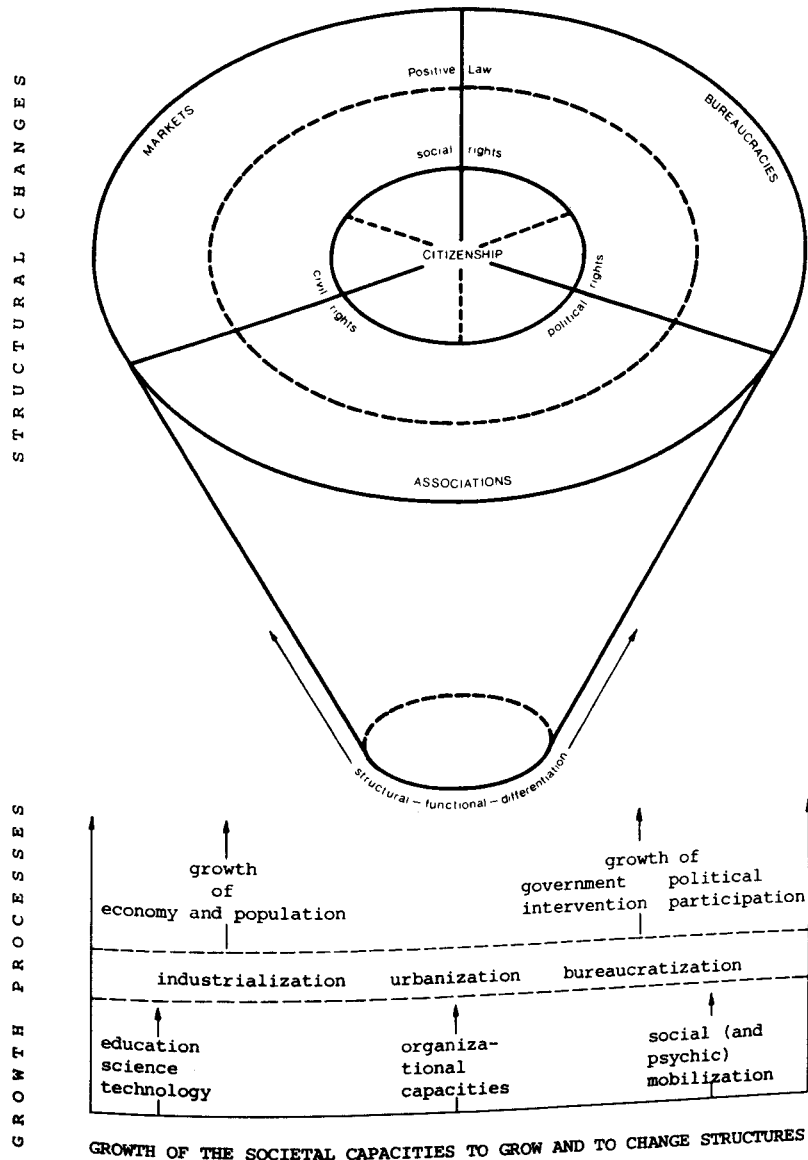 STRUCTURAL CHANGES
Positive Law
MARKETS
BUREAUCRACIES
social rights
CITIZENSHIP
civil rights
political rights
ASSOCIATIONS
structural – functional – differentiation
GROWTH PROCESSES
growth
of
economy and population
growth of
government political
intervention participation
industrialization urbanization bureaucratization
education
science
technology
organiza-
tional
capacities
social (and
psychic)
mobilization
GROWTH OF THE SOCIETAL CAPACITIES TO GROW AND TO CHANGE STRUCTURES